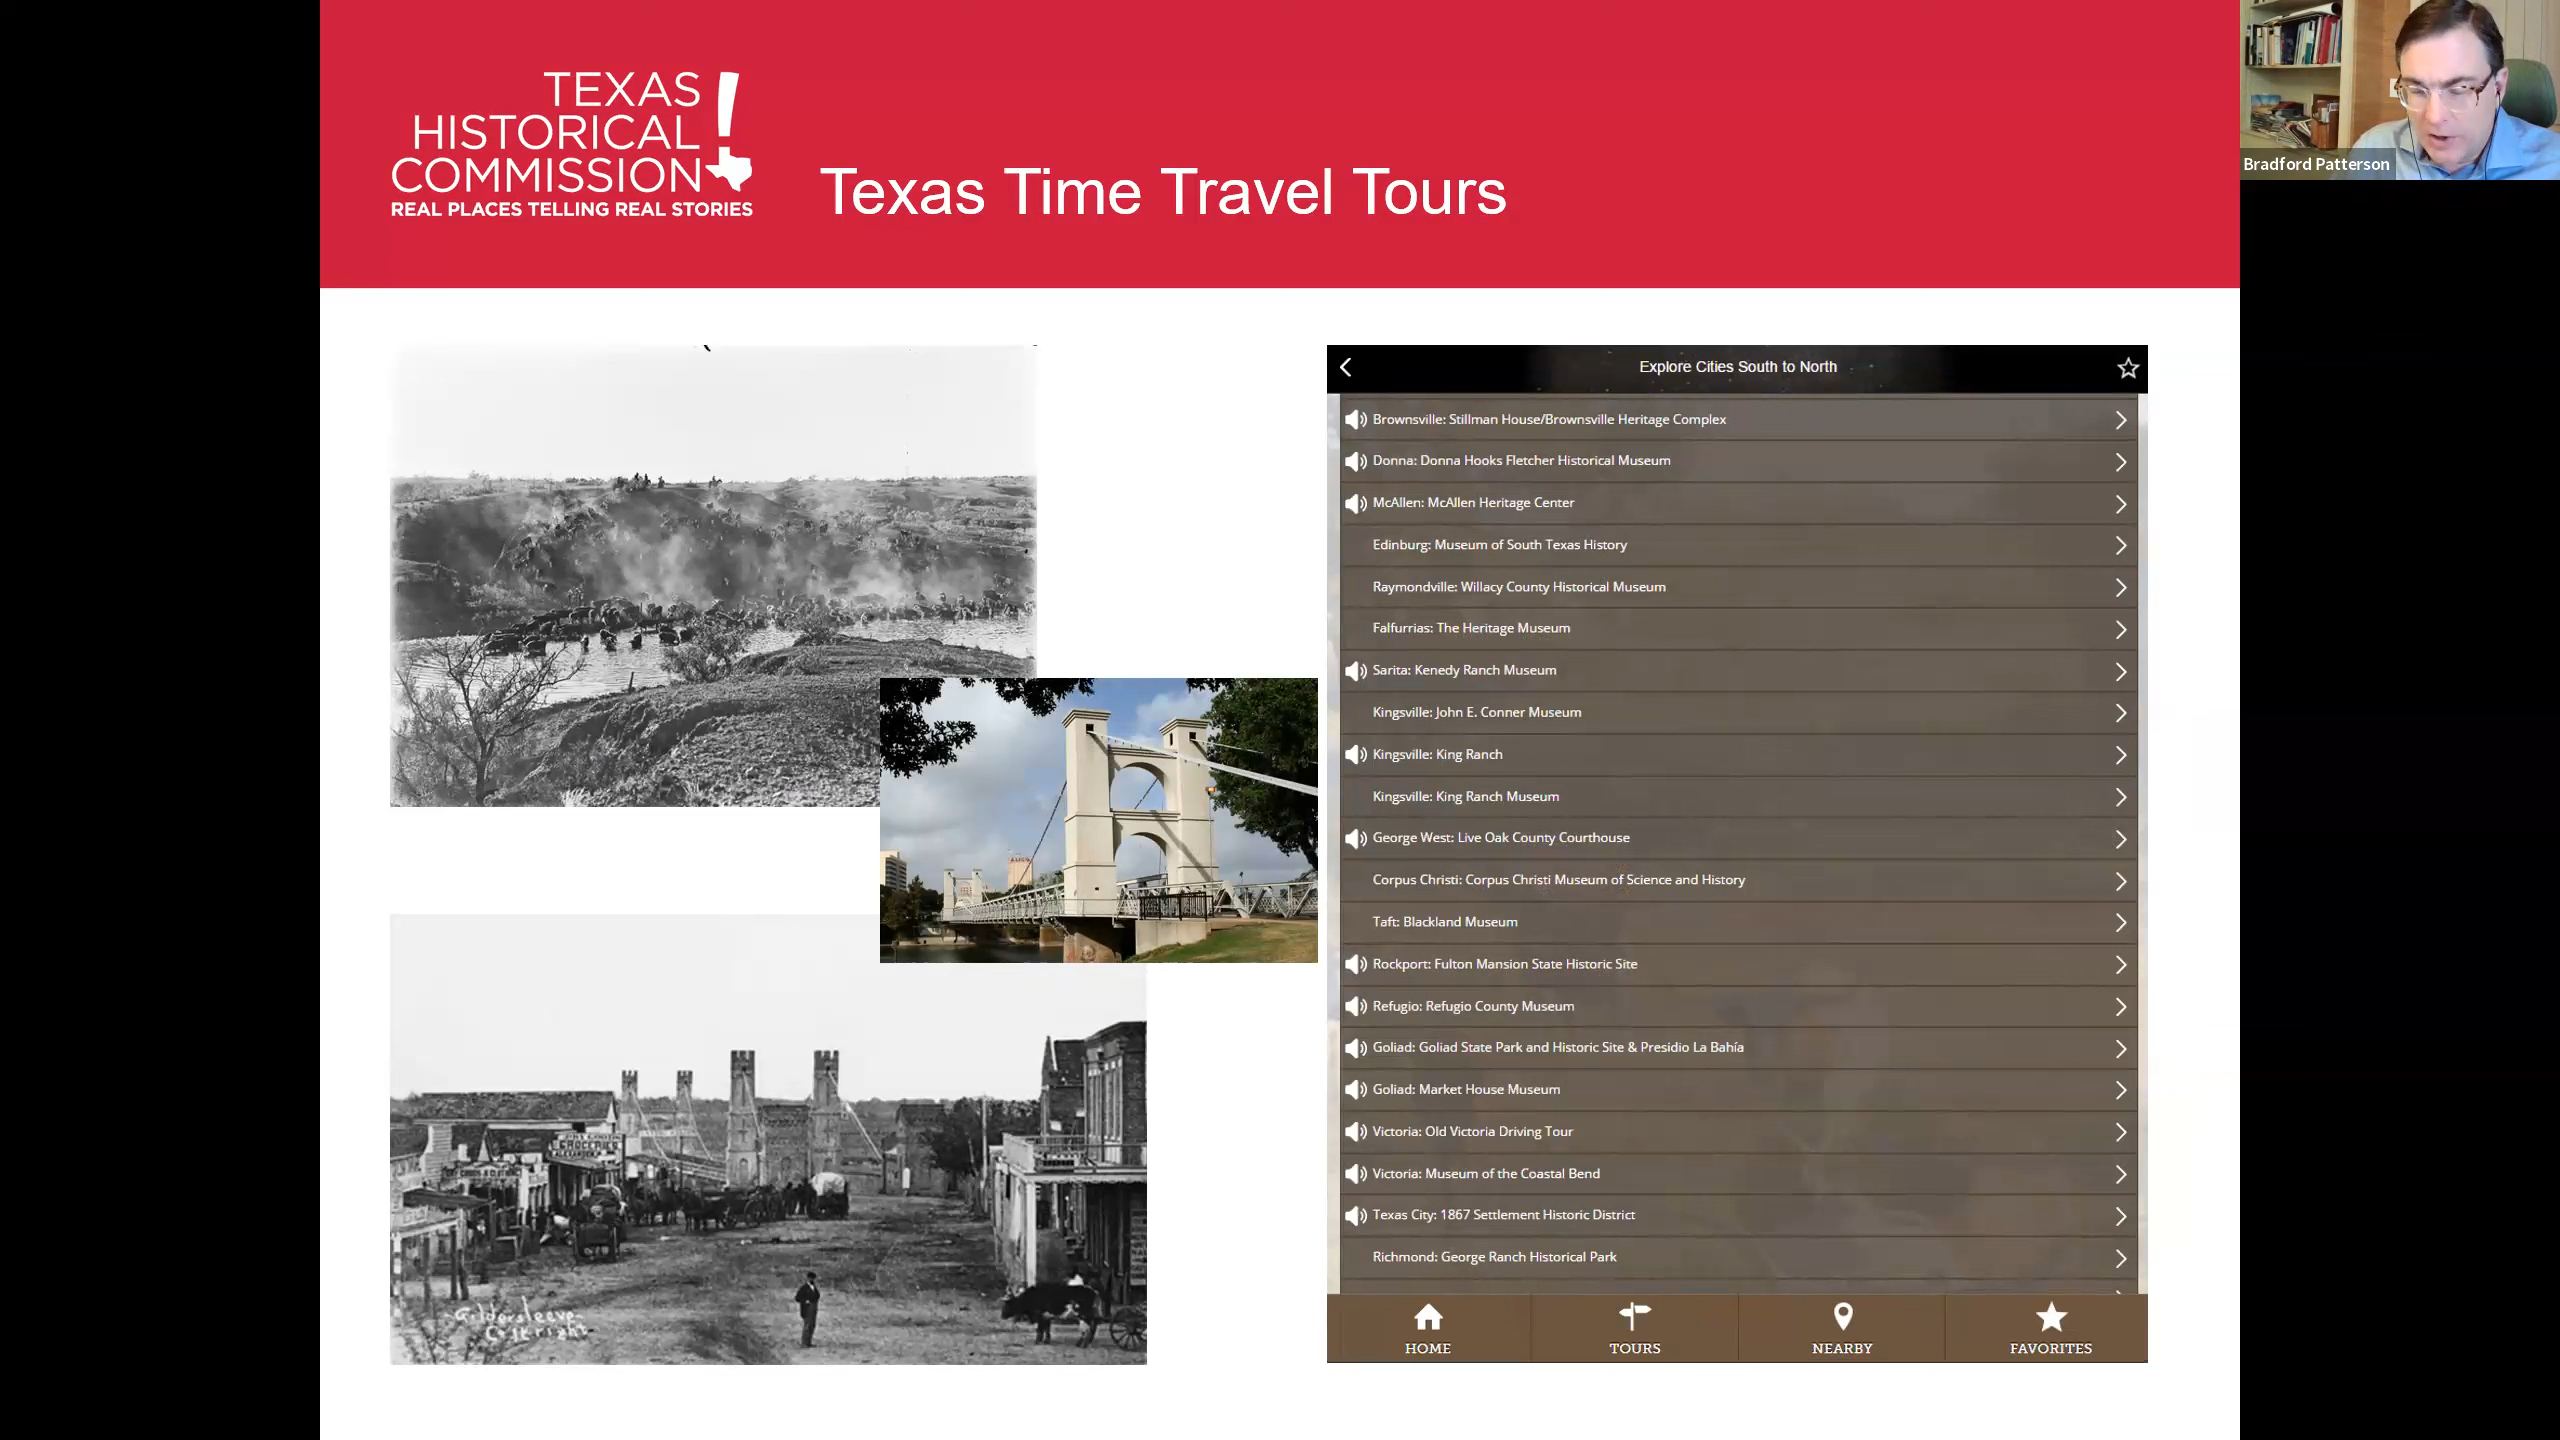 TEXAS
HISTORICAL
COMMISSION
REAL PLACES TELLING REAL STORIES
Texas Time Travel Tours
Bradford Patterson
Explore Cities South to North
Brownsville: Stillman House/Brownsville Heritage Complex
Donna: Donna Hooks Fletcher Historical Museum
McAllen: McAllen Heritage Center
Edinburg: Museum of South Texas History
Raymondville: Willacy County Historical Museum
Falfurrias: The Heritage Museum
Sarita: Kenedy Ranch Museum
Kingsville: John E. Conner Museum
Kingsville: King Ranch
Kingsville: King Ranch Museum
George West: Live Oak County Courthouse
Corpus Christi: Corpus Christi Museum of Science and History
Taft: Blackland Museum
Rockport: Fulton Mansion State Historic Site
Refugio: Refugio County Museum
Goliad: Goliad State Park and Historic Site & Presidio La Bahía
Goliad: Market House Museum
Victoria: Old Victoria Driving Tour
Victoria: Museum of the Coastal Bend
Texas City: 1867 Settlement Historic District
Richmond: George Ranch Historical Park
HOME
TOURS
NEARBY
FAVORITES
ALICO
GROCERIES
Gildersleeve